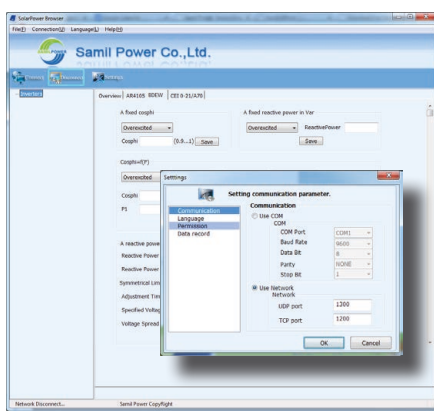 SolarPower Browser
File(F) Connection(U) Language(L) Help(H)
Samil Power Co.,Ltd.
Settings
Inverters
Overview ARA105 BDEW CEI 0-21/A70
A fixed cosphi
A fixed reactive power in Var
Overexcited
Overexcited
ReactivePower
Cosphi (0.9...1) Save
Save
Cosphi=f(P)
Overexcited
Cosphi
P1
A reactive powe
Reactive Power
Reactive Power
Symmetrical Lim
Adjustment Tim
Specified Voltag
Voltage Spread
Settings
Setting communication parameter.
Communication
Language
Permission
Data record
Communication
Use COM
COM
COM Port COM1
Baud Rate 9600
Data Bit 8
Parity NONE
Stop Bit 1
Use Network
Network
UDP port 1300
TCP port 1200
OK Cancel
Network Disconnect... Samil Power CopyRight